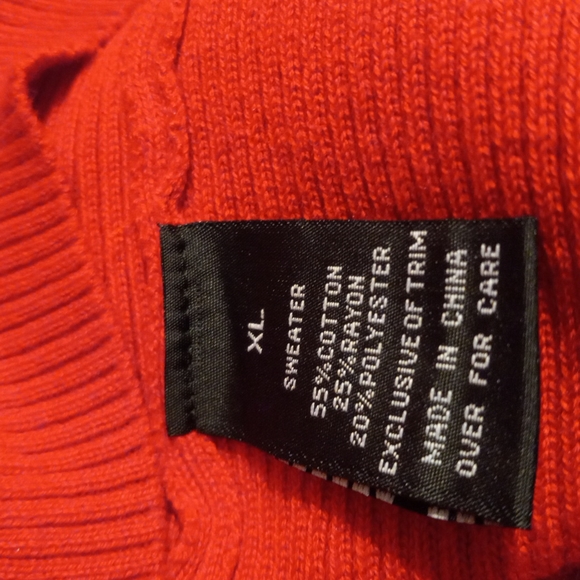 XL
SWEATER
55%COTTON
25%RAYON
20%POLYESTER
EXCLUSIVE OF TRIM
MADE IN CHINA
OVER FOR CARE